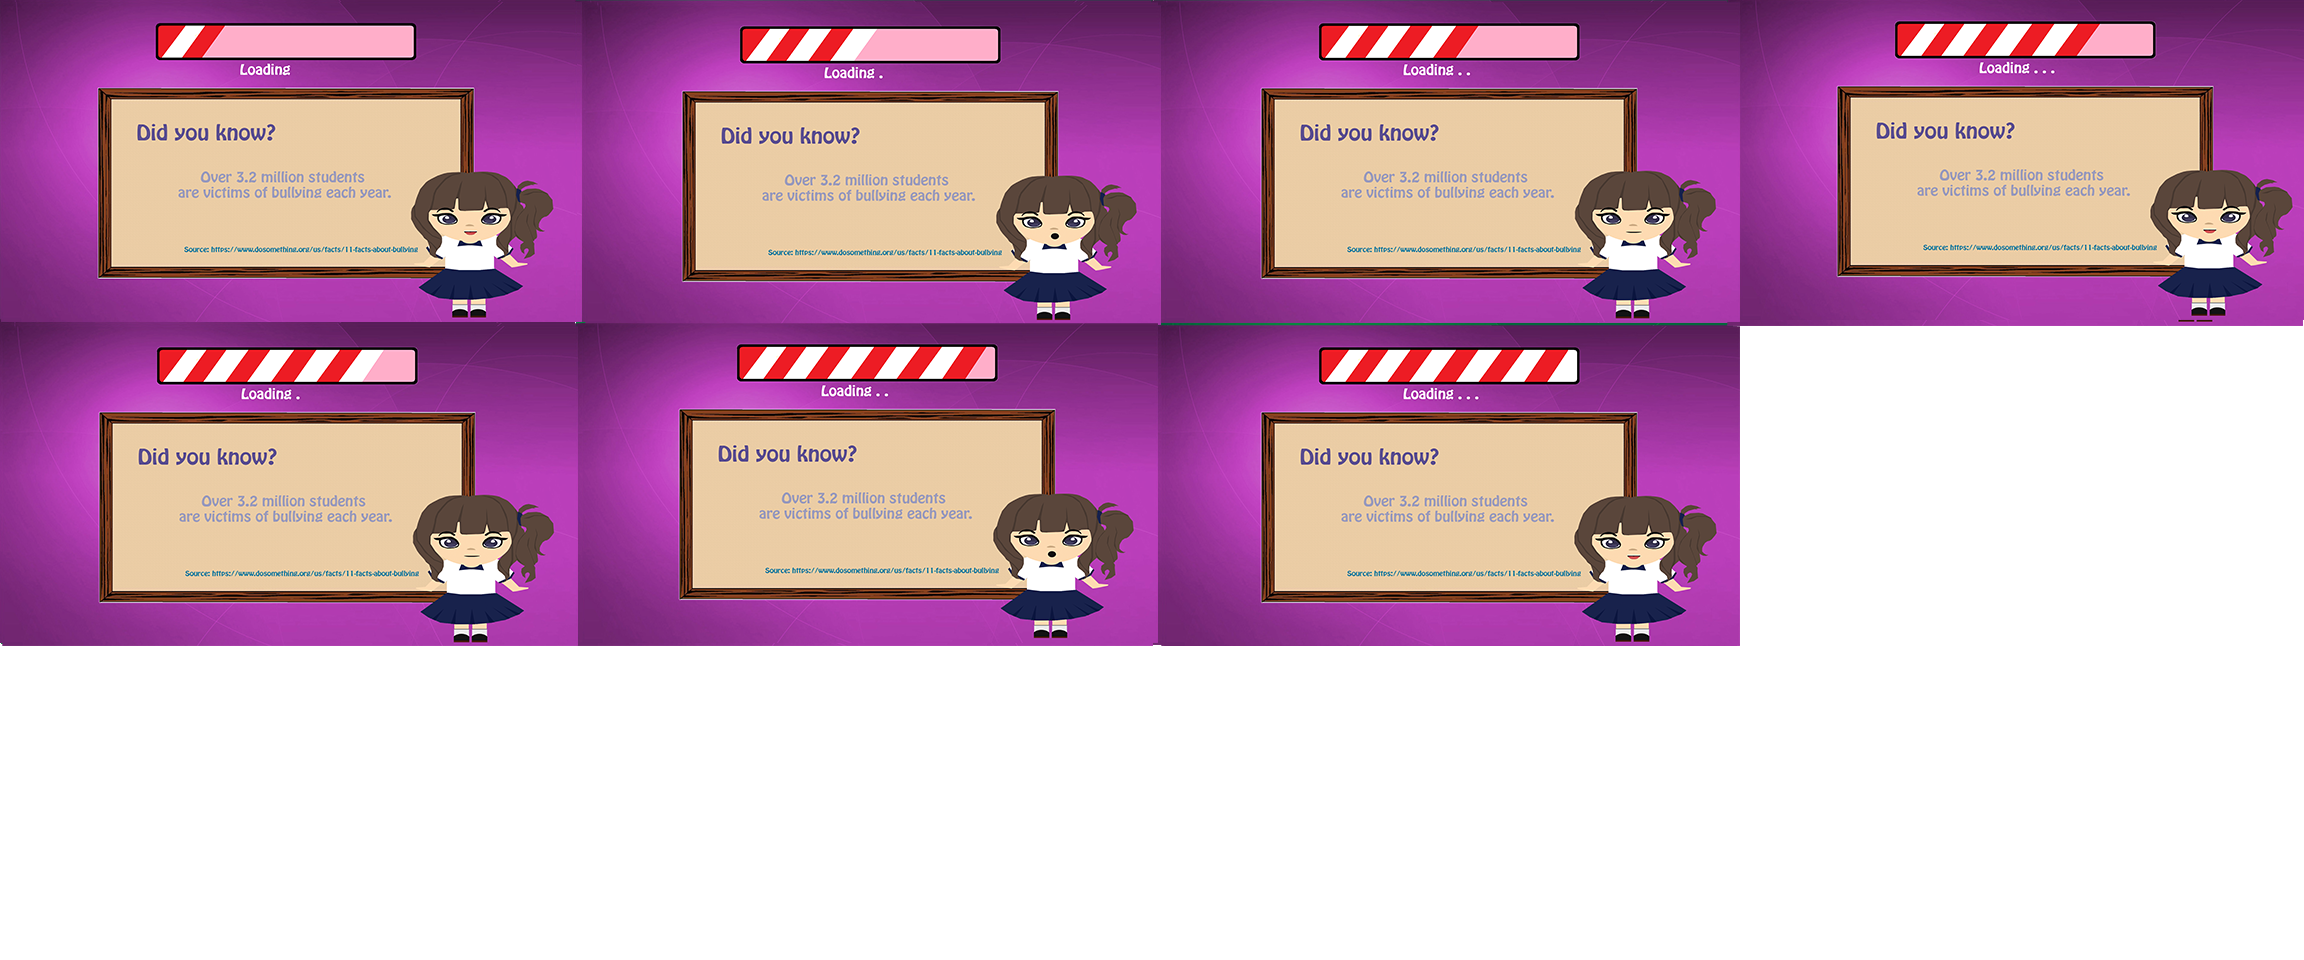 Loading
Did you know?
Over 3.2 million students
are victims of bullying each year.
Source: https://www.dosomething.org/us/facts/11-facts-about-bullying
Loading .
Did you know?
Over 3.2 million students
are victims of bullying each year.
Source: https://www.dosomething.org/us/facts/11-facts-about-bullying
Loading . .
Did you know?
Over 3.2 million students
are victims of bullying each year.
Source: https://www.dosomething.org/us/facts/11-facts-about-bullying
Loading . . .
Did you know?
Over 3.2 million students
are victims of bullying each year.
Source: https://www.dosomething.org/us/facts/11-facts-about-bullying
Loading .
Did you know?
Over 3.2 million students
are victims of bullying each year.
Source: https://www.dosomething.org/us/facts/11-facts-about-bullying
Loading . .
Did you know?
Over 3.2 million students
are victims of bullying each year.
Source: https://www.dosomething.org/us/facts/11-facts-about-bullying
Loading . . .
Did you know?
Over 3.2 million students
are victims of bullying each year.
Source: https://www.dosomething.org/us/facts/11-facts-about-bullying